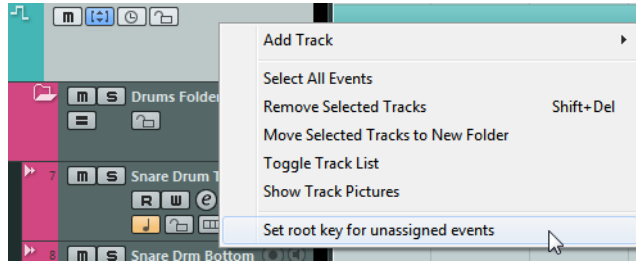 m
Add Track
Select All Events
m S Drums Folder
Remove Selected Tracks Shift+Del
Move Selected Tracks to New Folder
Toggle Track List
7 m S Snare Drum T
Show Track Pictures
R W e
Set root key for unassigned events
8 m S Snare Drm Bottom